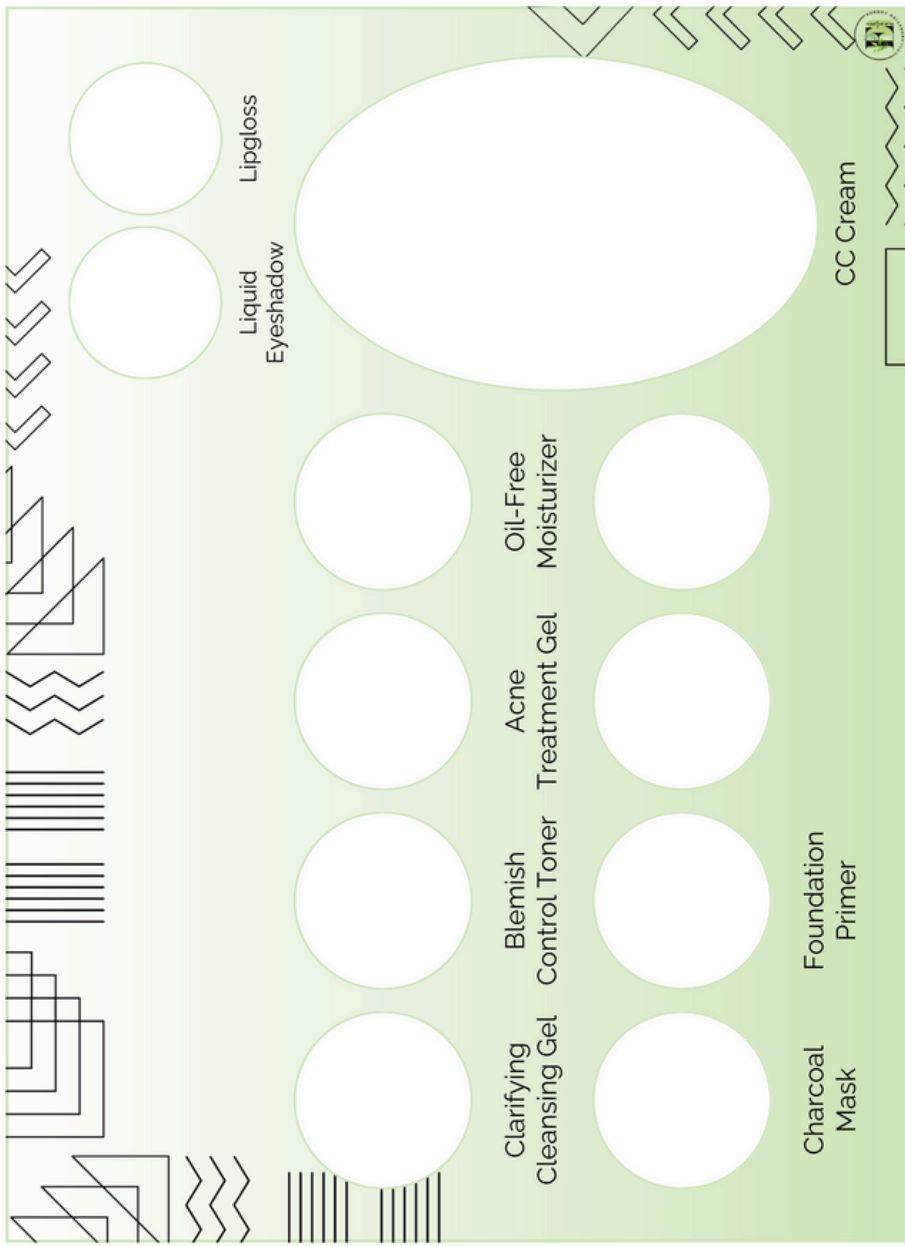 Lipgloss
Liquid
Eyeshadow
CC Cream
Clarifying
Cleansing Gel
Blemish
Control Toner
Acne
Treatment Gel
Oil-Free
Moisturizer
Charcoal
Mask
Foundation
Primer